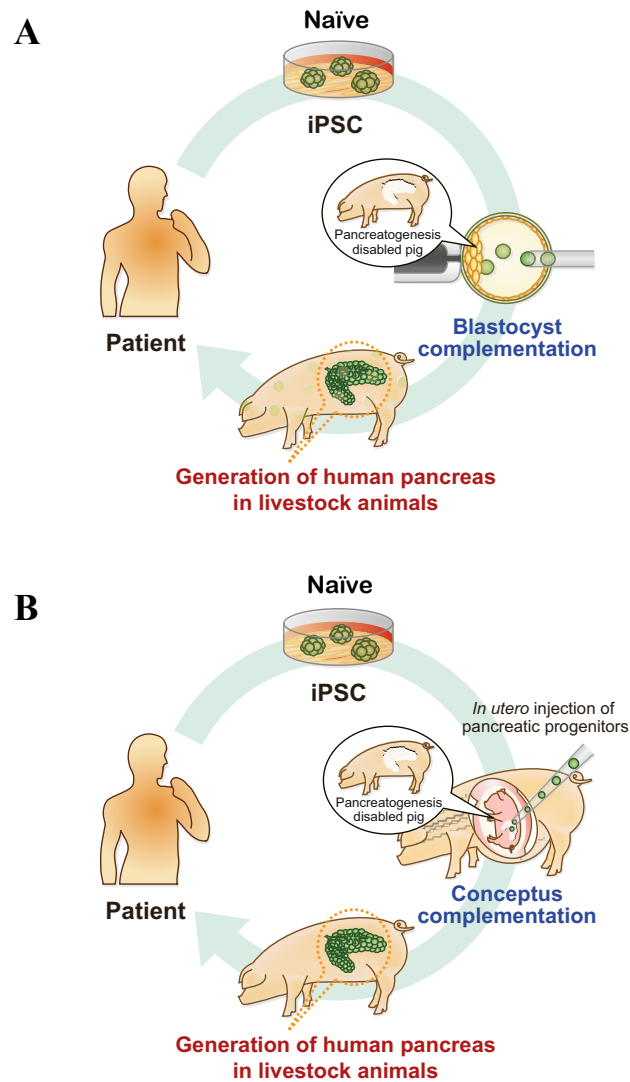 A
Naïve
iPSC
Pancreatogenesis
disabled pig
Patient
Blastocyst
complementation
Generation of human pancreas
in livestock animals
B
Naïve
iPSC
In utero injection of
pancreatic progenitors
Pancreatogenesis
disabled pig
Patient
Conceptus
complementation
Generation of human pancreas
in livestock animals